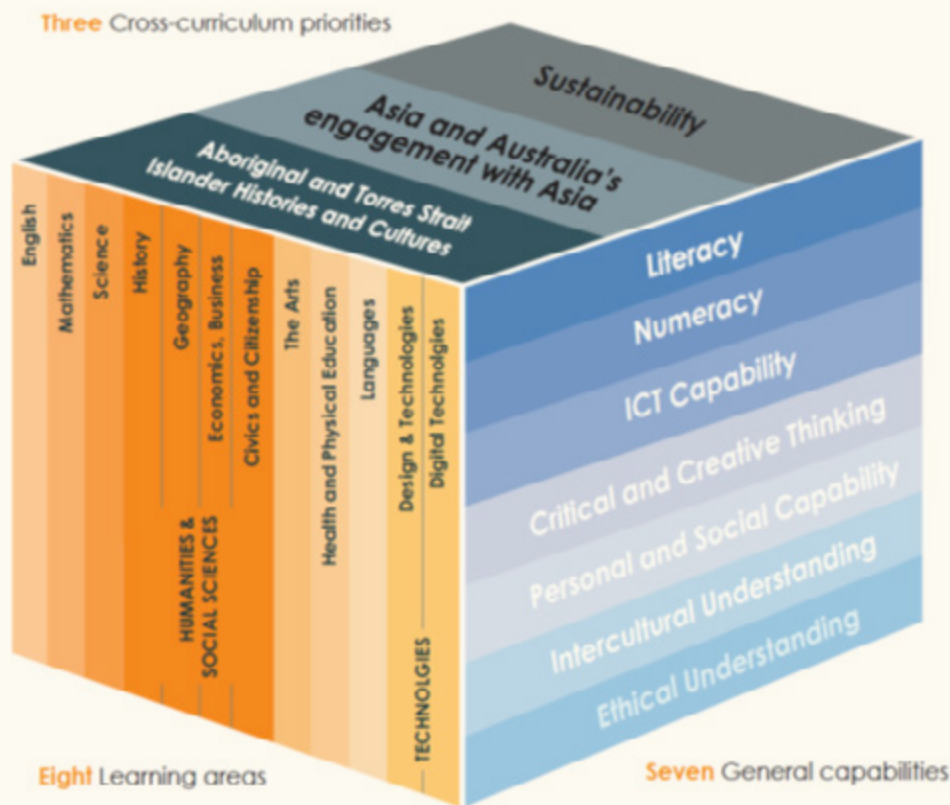 Three Cross-curriculum priorities
Sustainability
Asia and Australia's
engagement with Asia
Aboriginal and Torres Strait
Islander Histories and Cultures
English
Mathematics
Science
History
Geography
Economics, Business
Civics and Citizenship
HUMANITIES &
SOCIAL SCIENCES
The Arts
Health and Physical Education
Languages
Design & Technologies
Digital Technolgies
TECHNOLGIES
Literacy
Numeracy
ICT Capability
Critical and Creative Thinking
Personal and Social Capability
Intercultural Understanding
Ethical Understanding
Eight Learning areas
Seven General capabilities